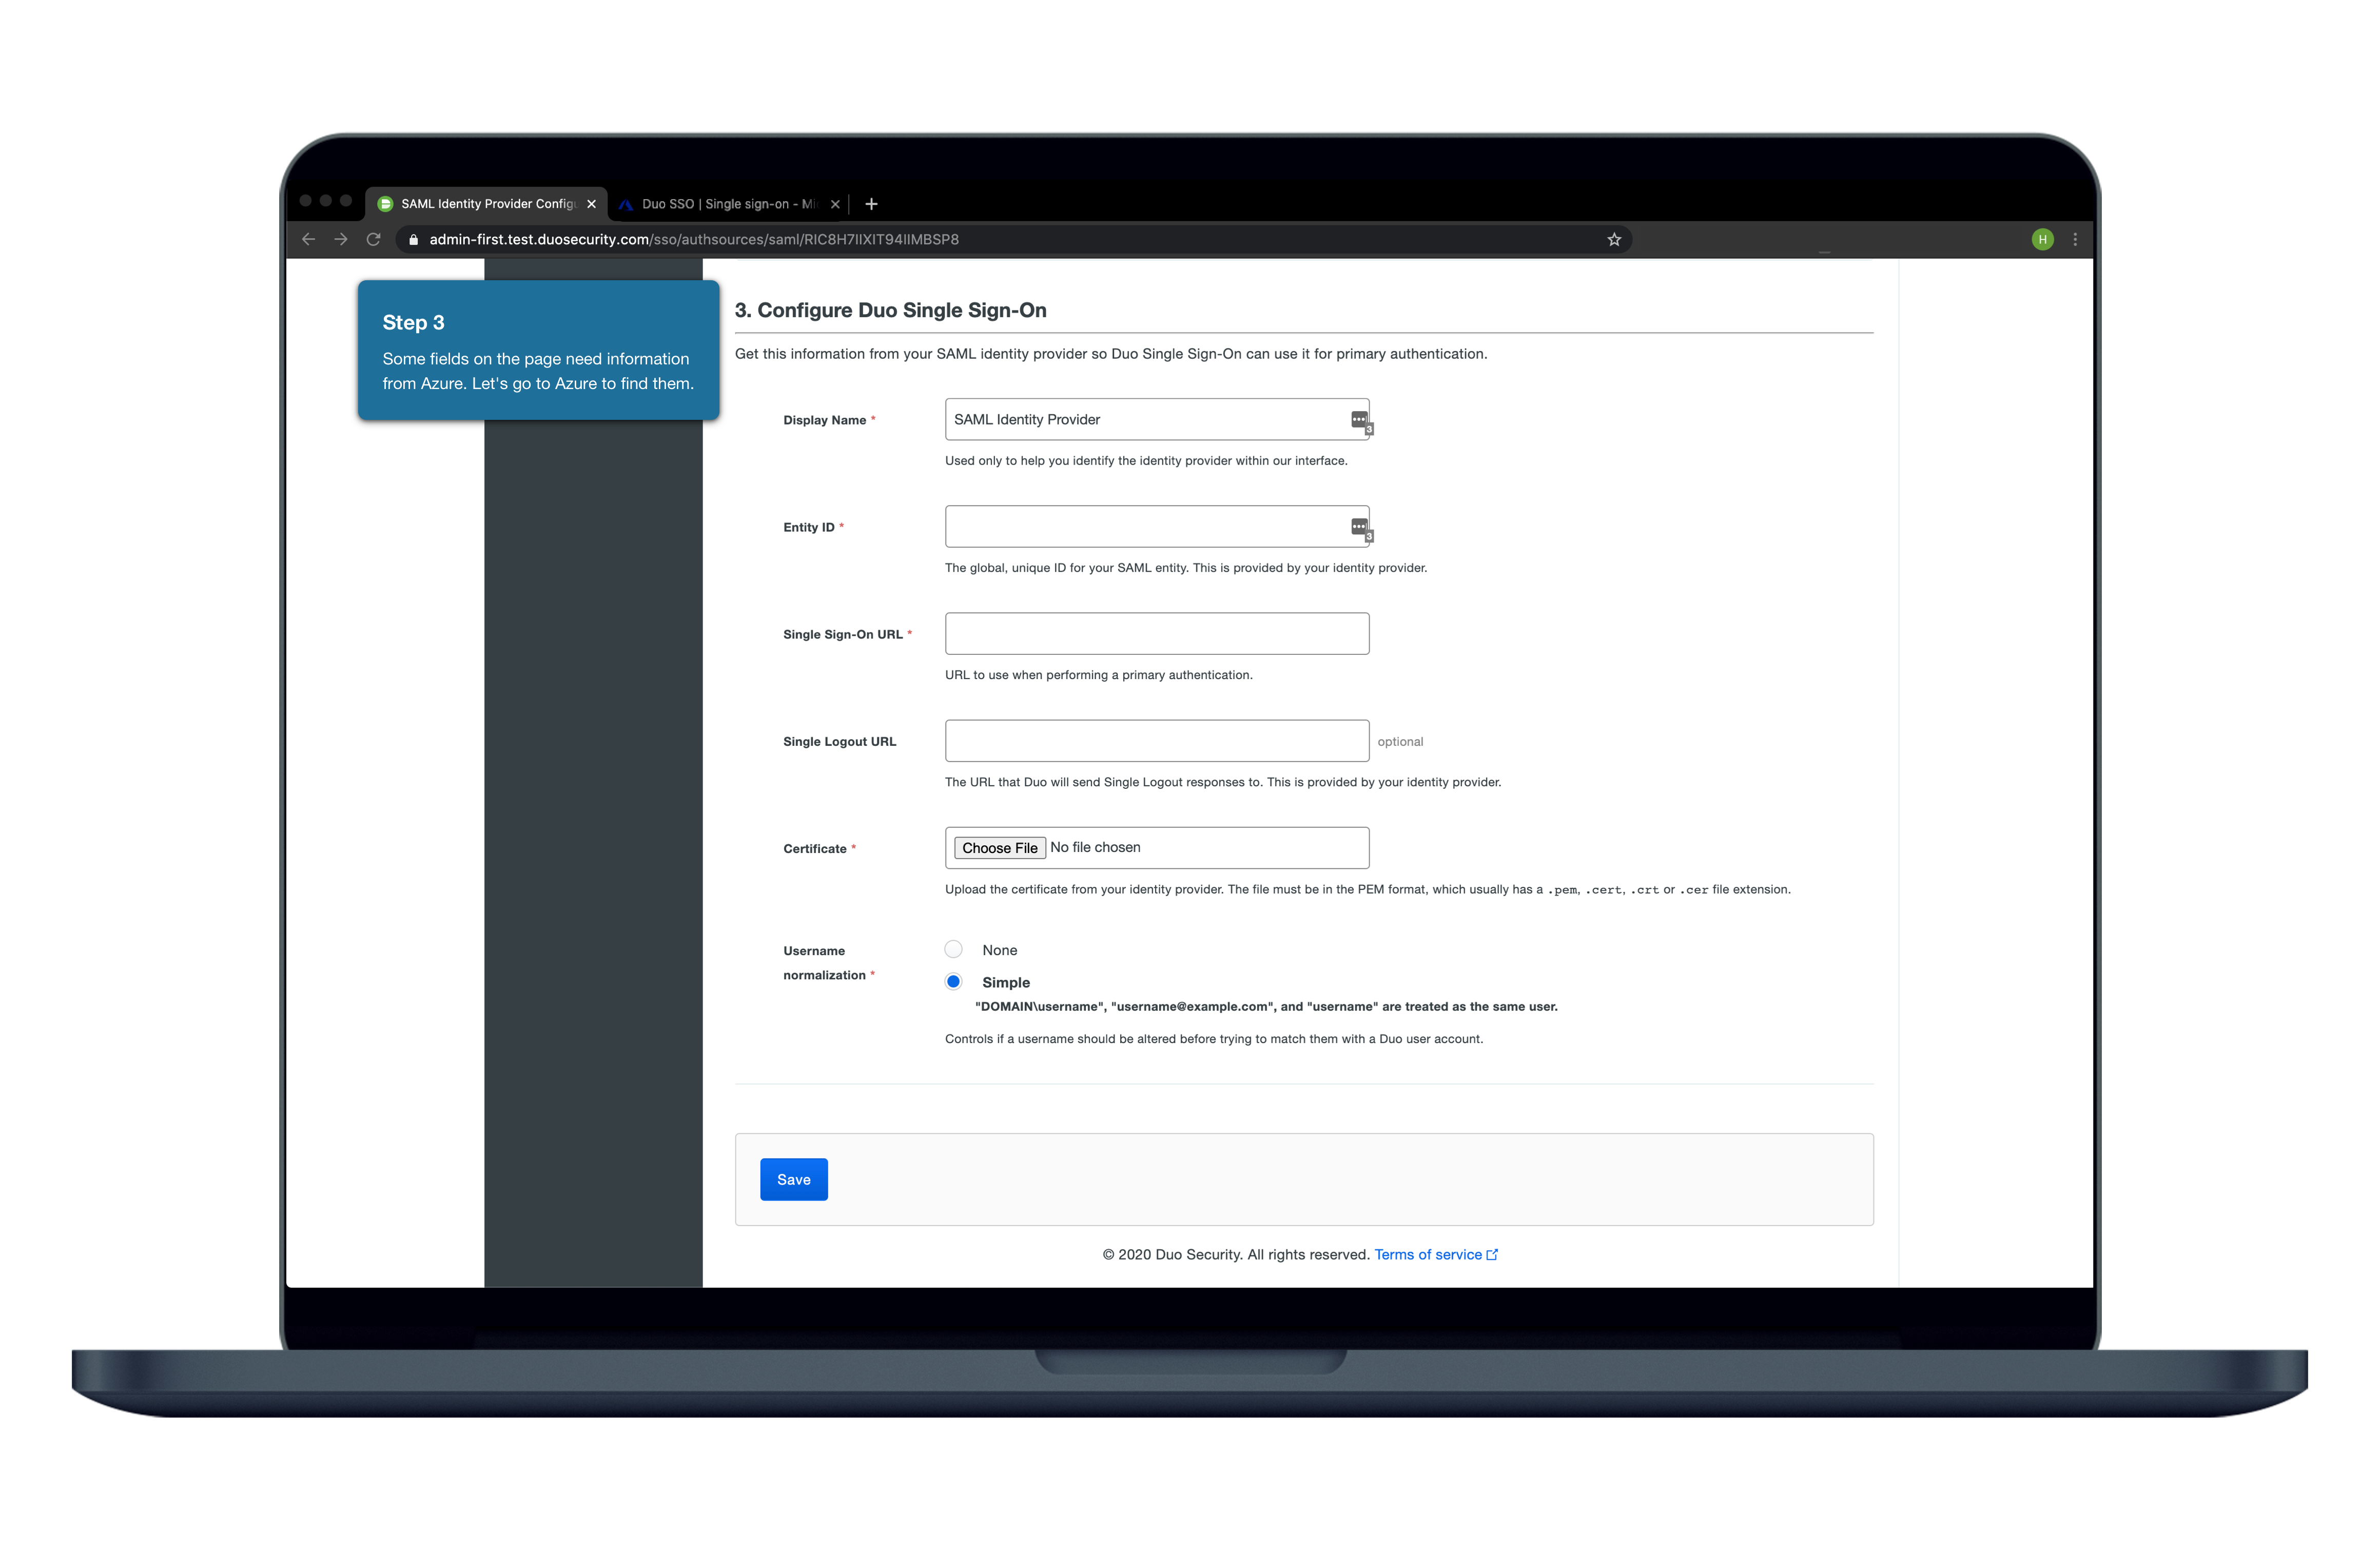 SAML Identity Provider Config
Duo SSO | Single sign-on - Mi
admin-first.test.duosecurity.com/sso/authsources/saml/RIC8H7IIXIT94IIMBSP8
H
Step 3
Some fields on the page need information
from Azure. Let's go to Azure to find them.
3. Configure Duo Single Sign-On
Get this information from your SAML identity provider so Duo Single Sign-On can use it for primary authentication.
Display Name *
SAML Identity Provider
3
Used only to help you identify the identity provider within our interface.
Entity ID *
3
The global, unique ID for your SAML entity. This is provided by your identity provider.
Single Sign-On URL *
URL to use when performing a primary authentication.
Single Logout URL
optional
The URL that Duo will send Single Logout responses to. This is provided by your identity provider.
Certificate *
Choose File No file chosen
Upload the certificate from your identity provider. The file must be in the PEM format, which usually has a .pem, .cert, .crt or .cer file extension.
Username
normalization *
None
Simple
"DOMAIN\username", "username@example.com", and "username" are treated as the same user.
Controls if a username should be altered before trying to match them with a Duo user account.
Save
© 2020 Duo Security. All rights reserved. Terms of service